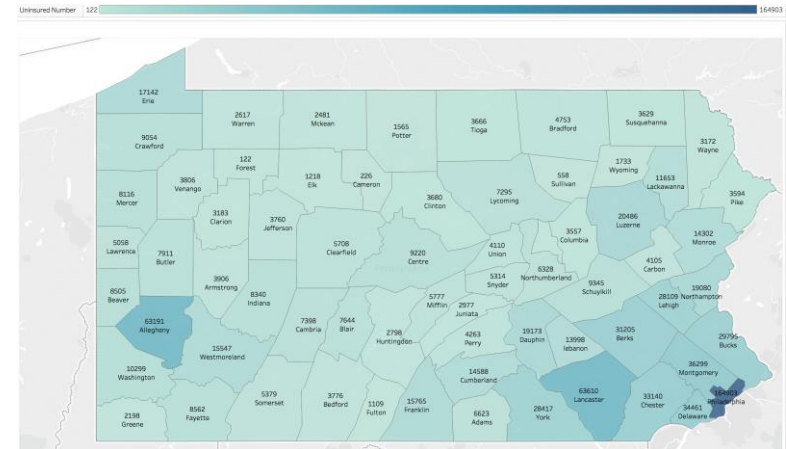 Uninsured Number 122 164903
17142
Erie
2617
Warren
2481
Mckean
1565
Potter
3666
Tioga
4753
Bradford
3629
Susquehanna
3172
Wayne
9054
Crawford
122
Forest
1218
Elk
226
Cameron
558
Sullivan
1733
Wyoming
11653
Lackawanna
3594
Pike
8116
Mercer
3806
Venango
3183
Clarion
3760
Jefferson
3680
Clinton
7295
Lycoming
20486
Luzerne
14302
Monroe
5058
Lawrence
7911
Butler
5708
Clearfield
9220
Centre
4110
Union
3557
Columbia
4105
Carbon
8505
Beaver
3906
Armstrong
8340
Indiana
5314
Snyder
6328
Northumberland
9345
Schuylkill
28109
Lehigh
19080
Northampton
63191
Allegheny
15547
Westmoreland
7398
Cambria
7644
Blair
2798
Huntingdon
5777
Mifflin
2977
Juniata
4263
Perry
19173
Dauphin
13998
lebanon
31205
Berks
29795
Bucks
10299
Washington
14588
Cumberland
36299
Montgomery
2198
Greene
8562
Fayette
5379
Somerset
3776
Bedford
1109
Fulton
15765
Franklin
6623
Adams
28417
York
63610
Lancaster
33140
Chester
34461
Delaware
164903
Philadelphia